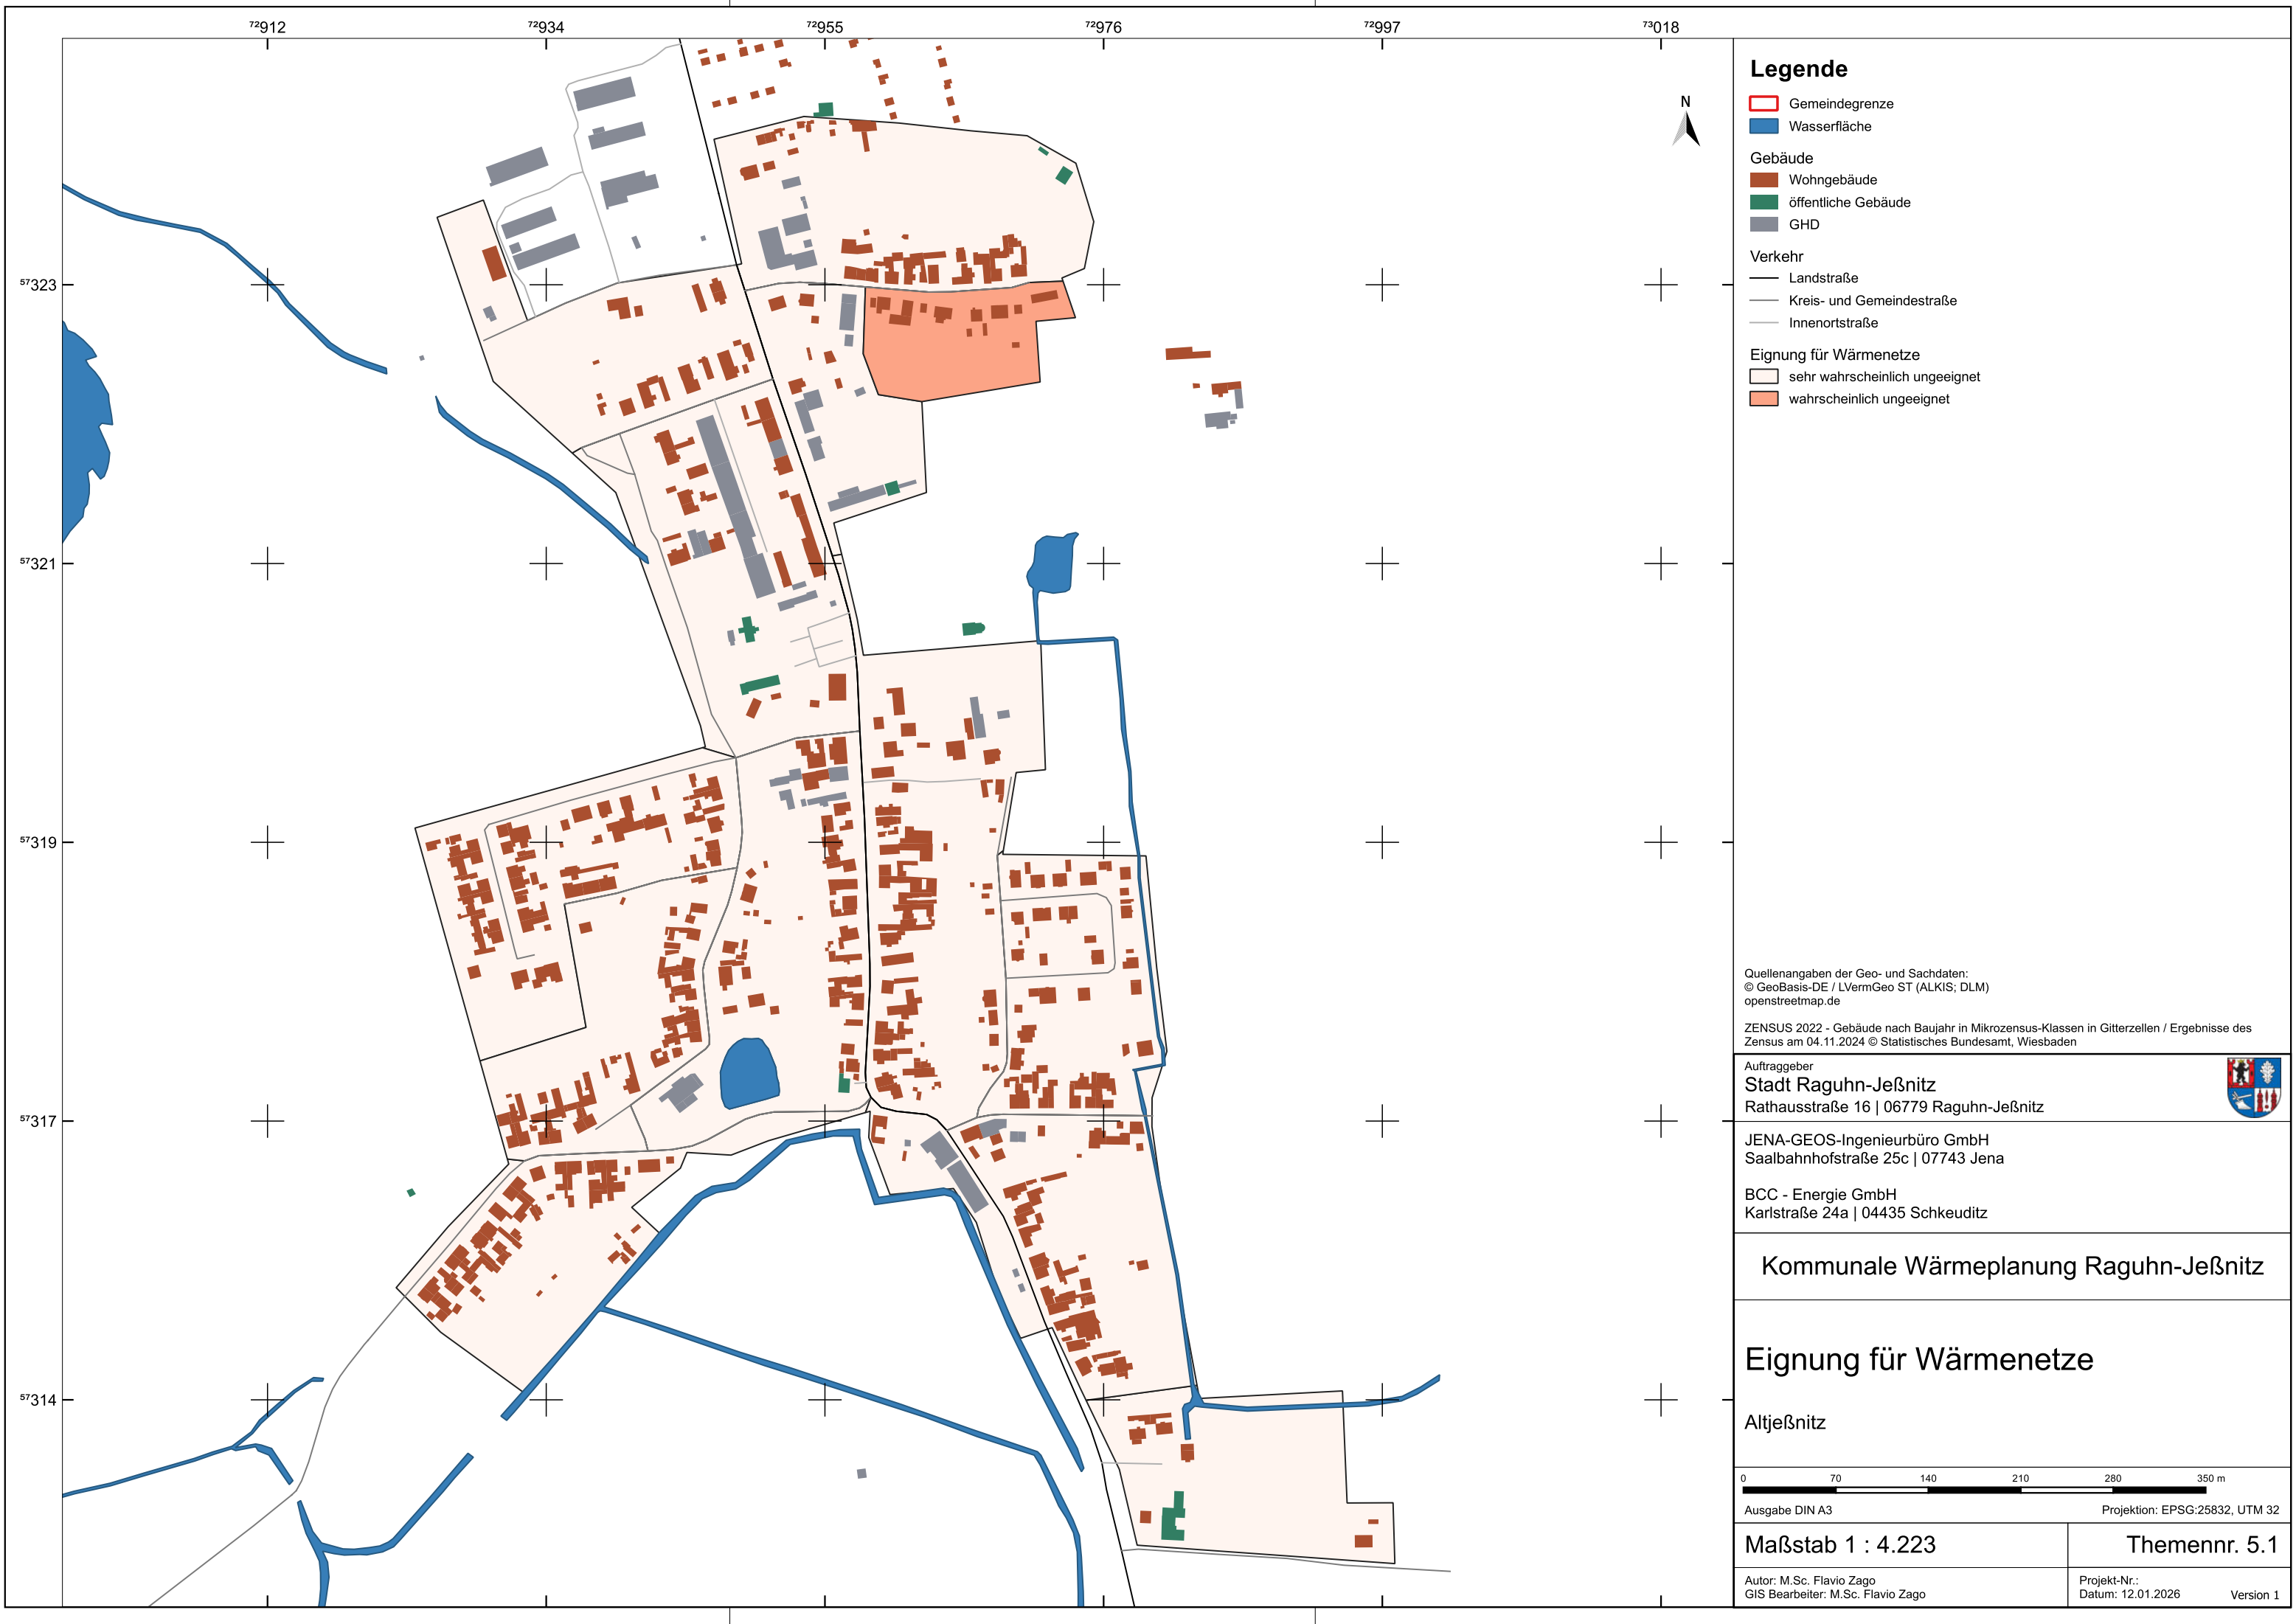 ⁷²912 ⁷²934 ⁷²955 ⁷²976 ⁷²997 ⁷³018
⁵⁷323
⁵⁷321
⁵⁷319
⁵⁷317
⁵⁷314
N
Legende
Gemeindegrenze
Wasserfläche
Gebäude
Wohngebäude
öffentliche Gebäude
GHD
Verkehr
Landstraße
Kreis- und Gemeindestraße
Innenortstraße
Eignung für Wärmenetze
sehr wahrscheinlich ungeeignet
wahrscheinlich ungeeignet
Quellenangaben der Geo- und Sachdaten:
© GeoBasis-DE / LVermGeo ST (ALKIS; DLM)
openstreetmap.de
ZENSUS 2022 - Gebäude nach Baujahr in Mikrozensus-Klassen in Gitterzellen / Ergebnisse des
Zensus am 04.11.2024 © Statistisches Bundesamt, Wiesbaden
Auftraggeber
Stadt Raguhn-Jeßnitz
Rathausstraße 16 | 06779 Raguhn-Jeßnitz
JENA-GEOS-Ingenieurbüro GmbH
Saalbahnhofstraße 25c | 07743 Jena
BCC - Energie GmbH
Karlstraße 24a | 04435 Schkeuditz
Kommunale Wärmeplanung Raguhn-Jeßnitz
Eignung für Wärmenetze
Altjeßnitz
0 70 140 210 280 350 m
Ausgabe DIN A3 Projektion: EPSG:25832, UTM 32
Maßstab 1 : 4.223 Themennr. 5.1
Autor: M.Sc. Flavio Zago Projekt-Nr.:
GIS Bearbeiter: M.Sc. Flavio Zago Datum: 12.01.2026 Version 1